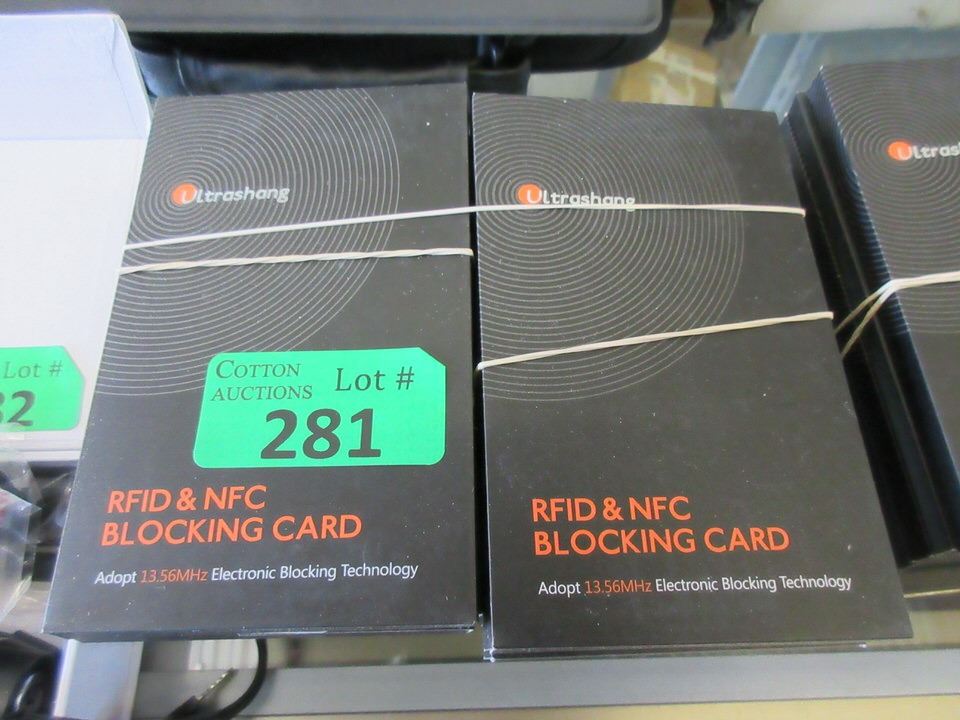 Ultrashang
COTTON
AUCTIONS
Lot #
281
RFID & NFC
BLOCKING CARD
Adopt 13.56MHz Electronic Blocking Technology
Ultrashang
RFID & NFC
BLOCKING CARD
Adopt 13.56MHz Electronic Blocking Technology
Lot #